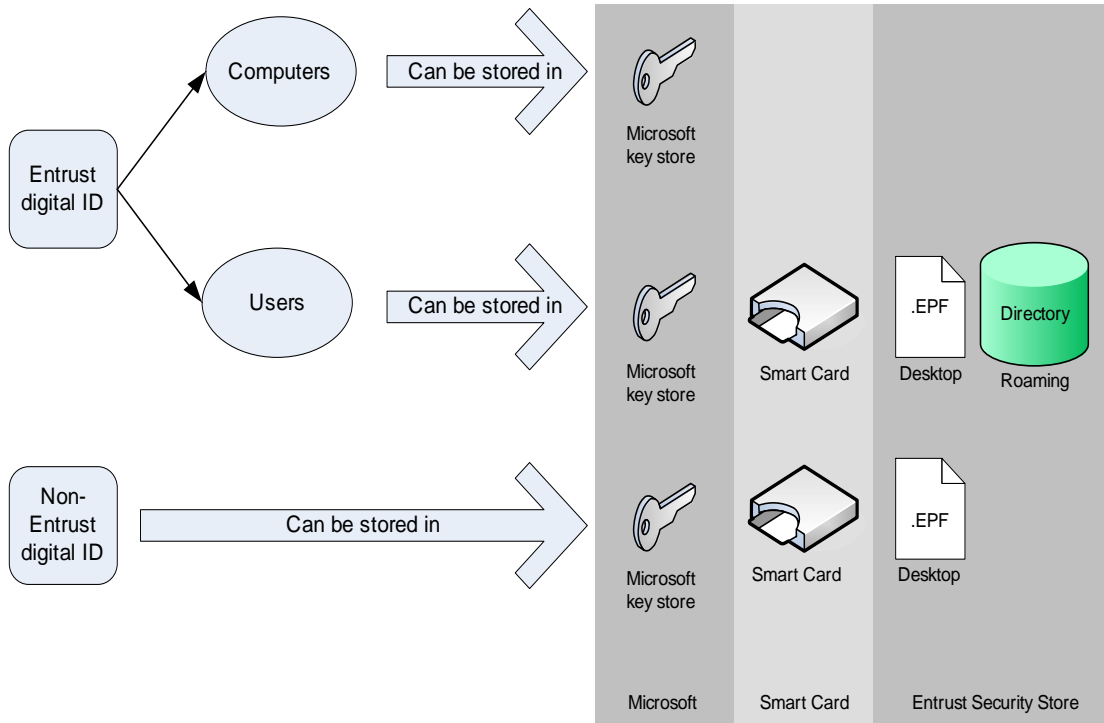 Computers
Can be stored in
Microsoft
key store
Entrust
digital ID
Users
Can be stored in
Microsoft
key store
Smart Card
.EPF
Desktop
Directory
Roaming
Non-
Entrust
digital ID
Can be stored in
Microsoft
key store
Smart Card
.EPF
Desktop
Microsoft
Smart Card
Entrust Security Store